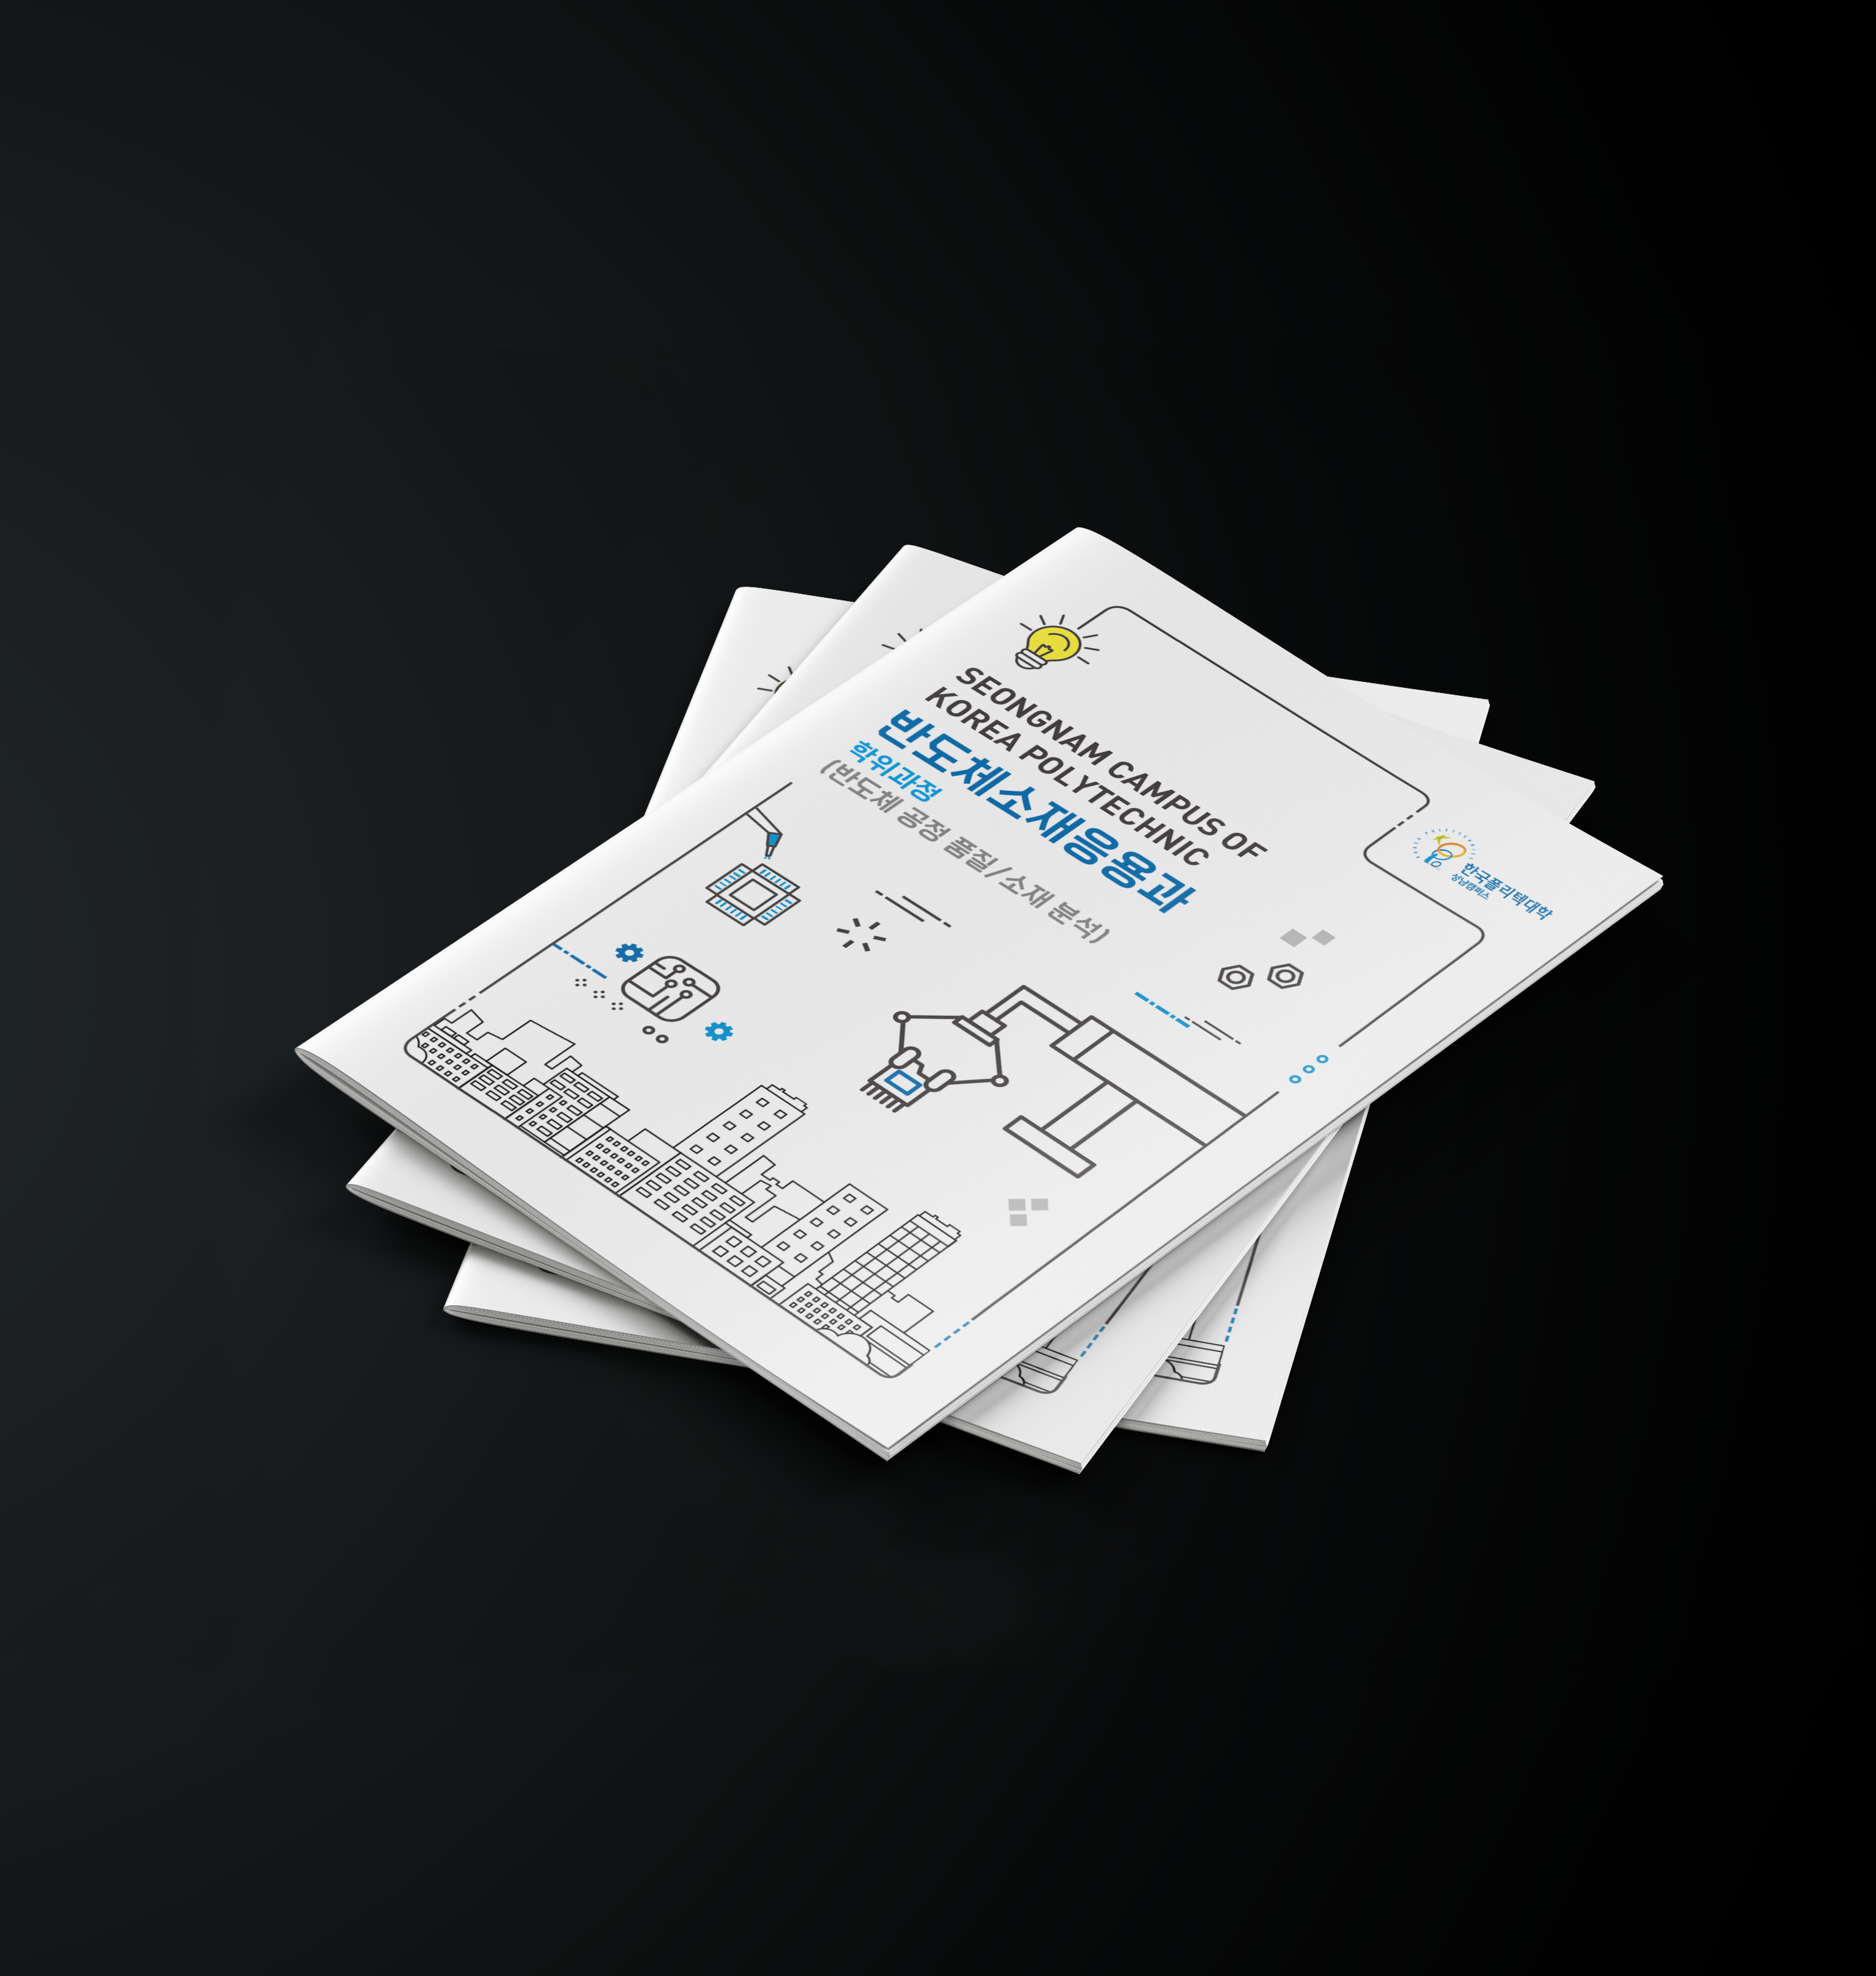 SEONGNAM CAMPUS OF
KOREA POLYTECHNIC
반도체소재응용과
학위과정
(반도체 공정 품질/소재 분석)
한국폴리텍대학
성남캠퍼스